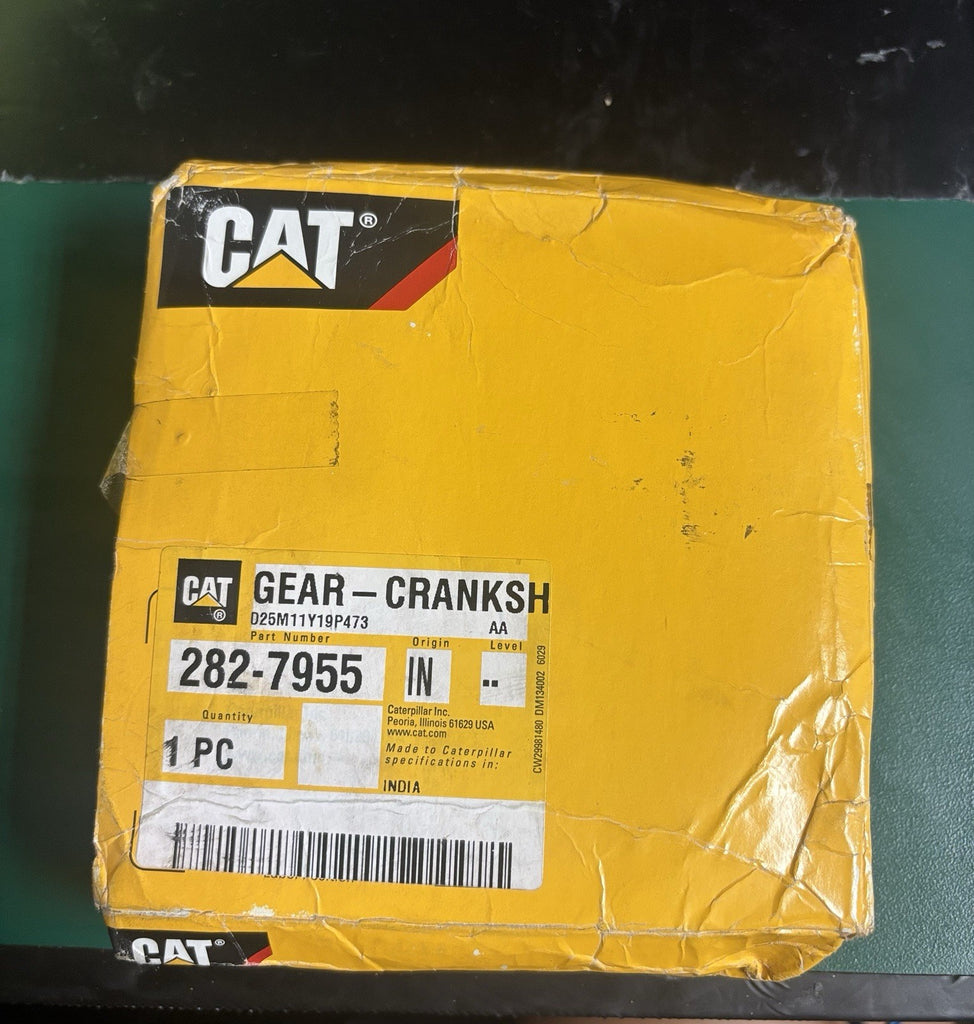 CAT®
CAT®
GEAR-CRANKSH
D25M11Y19P473 AA
Part Number Origin Level
282-7955 IN --
Quantity
1 PC
Caterpillar Inc.
Peoria, Illinois 61629 USA
www.cat.com
Made to Caterpillar
specifications in:
INDIA
CW29981480 DM134002 6029
CAT®